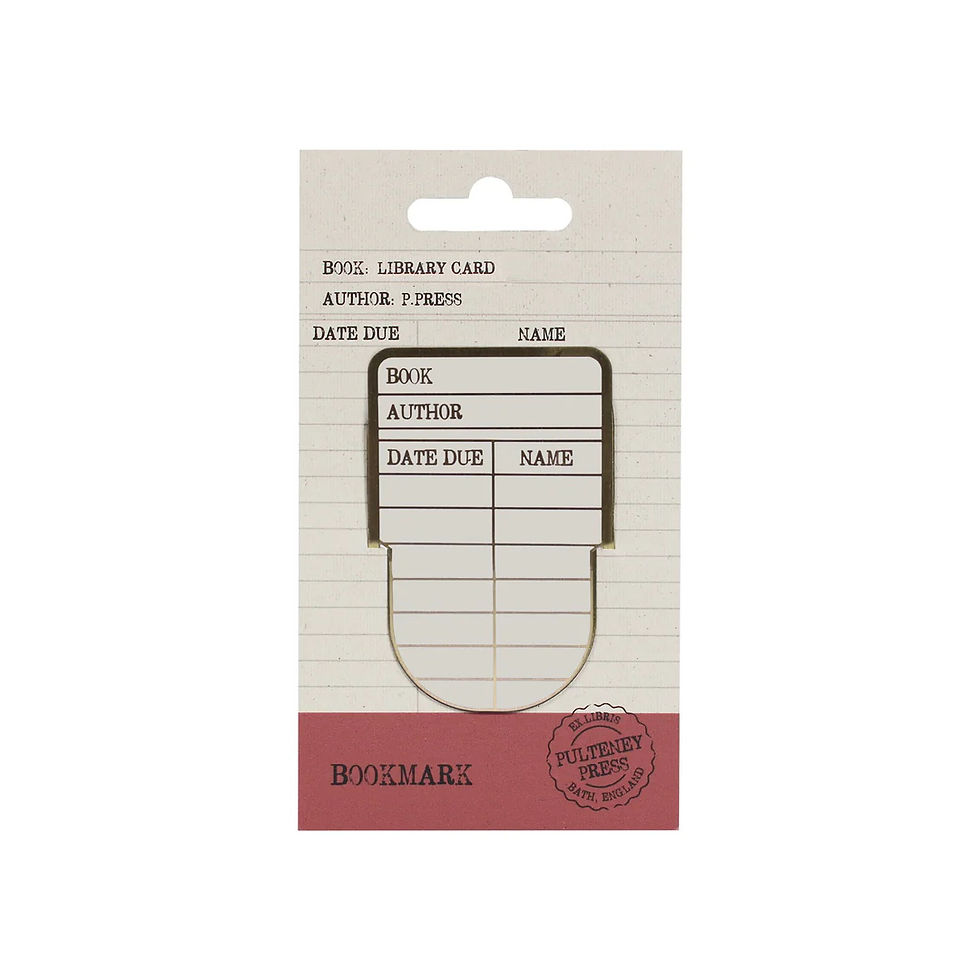 BOOK: LIBRARY CARD
AUTHOR: P.PRESS
DATE DUE NAME
BOOK
AUTHOR
DATE DUE NAME
BOOKMARK
EX LIBRIS
PULTENEY
PRESS
BATH, ENGLAND